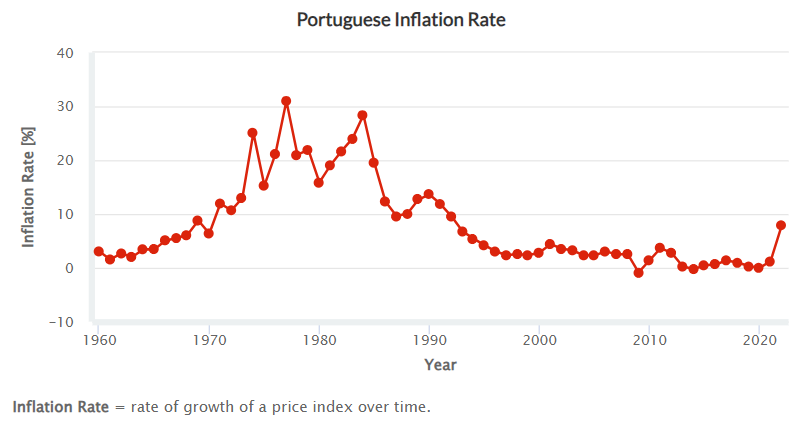 Portuguese Inflation Rate
40
30
20
10
0
−10
Inflation Rate [%]
1960 1970 1980 1990 2000 2010 2020
Year
Inflation Rate = rate of growth of a price index over time.